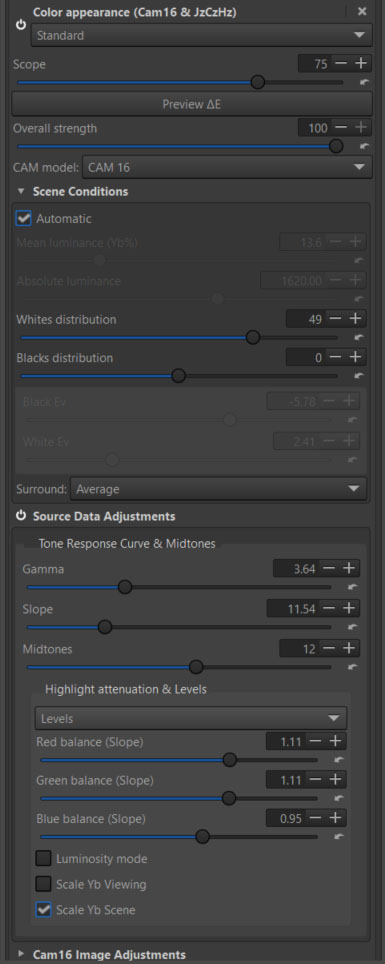 Color appearance (Cam16 & JzCzHz)
Standard
Scope 75
Preview ΔE
Overall strength 100
CAM model: CAM 16
Scene Conditions
Automatic
Mean luminance (Yb%) 13.6
Absolute luminance 1620.00
Whites distribution 49
Blacks distribution 0
Black Ev -5.78
White Ev 2.41
Surround: Average
Source Data Adjustments
Tone Response Curve & Midtones
Gamma 3.64
Slope 11.54
Midtones 12
Highlight attenuation & Levels
Levels
Red balance (Slope) 1.11
Green balance (Slope) 1.11
Blue balance (Slope) 0.95
Luminosity mode
Scale Yb Viewing
Scale Yb Scene
Cam16 Image Adjustments